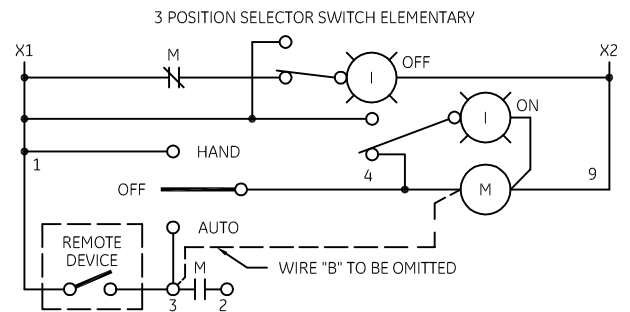 3 POSITION SELECTOR SWITCH ELEMENTARY
X1
M
I
OFF
X2
I
ON
1
HAND
4
OFF
M
9
AUTO
REMOTE
DEVICE
M
WIRE "B" TO BE OMITTED
3
2